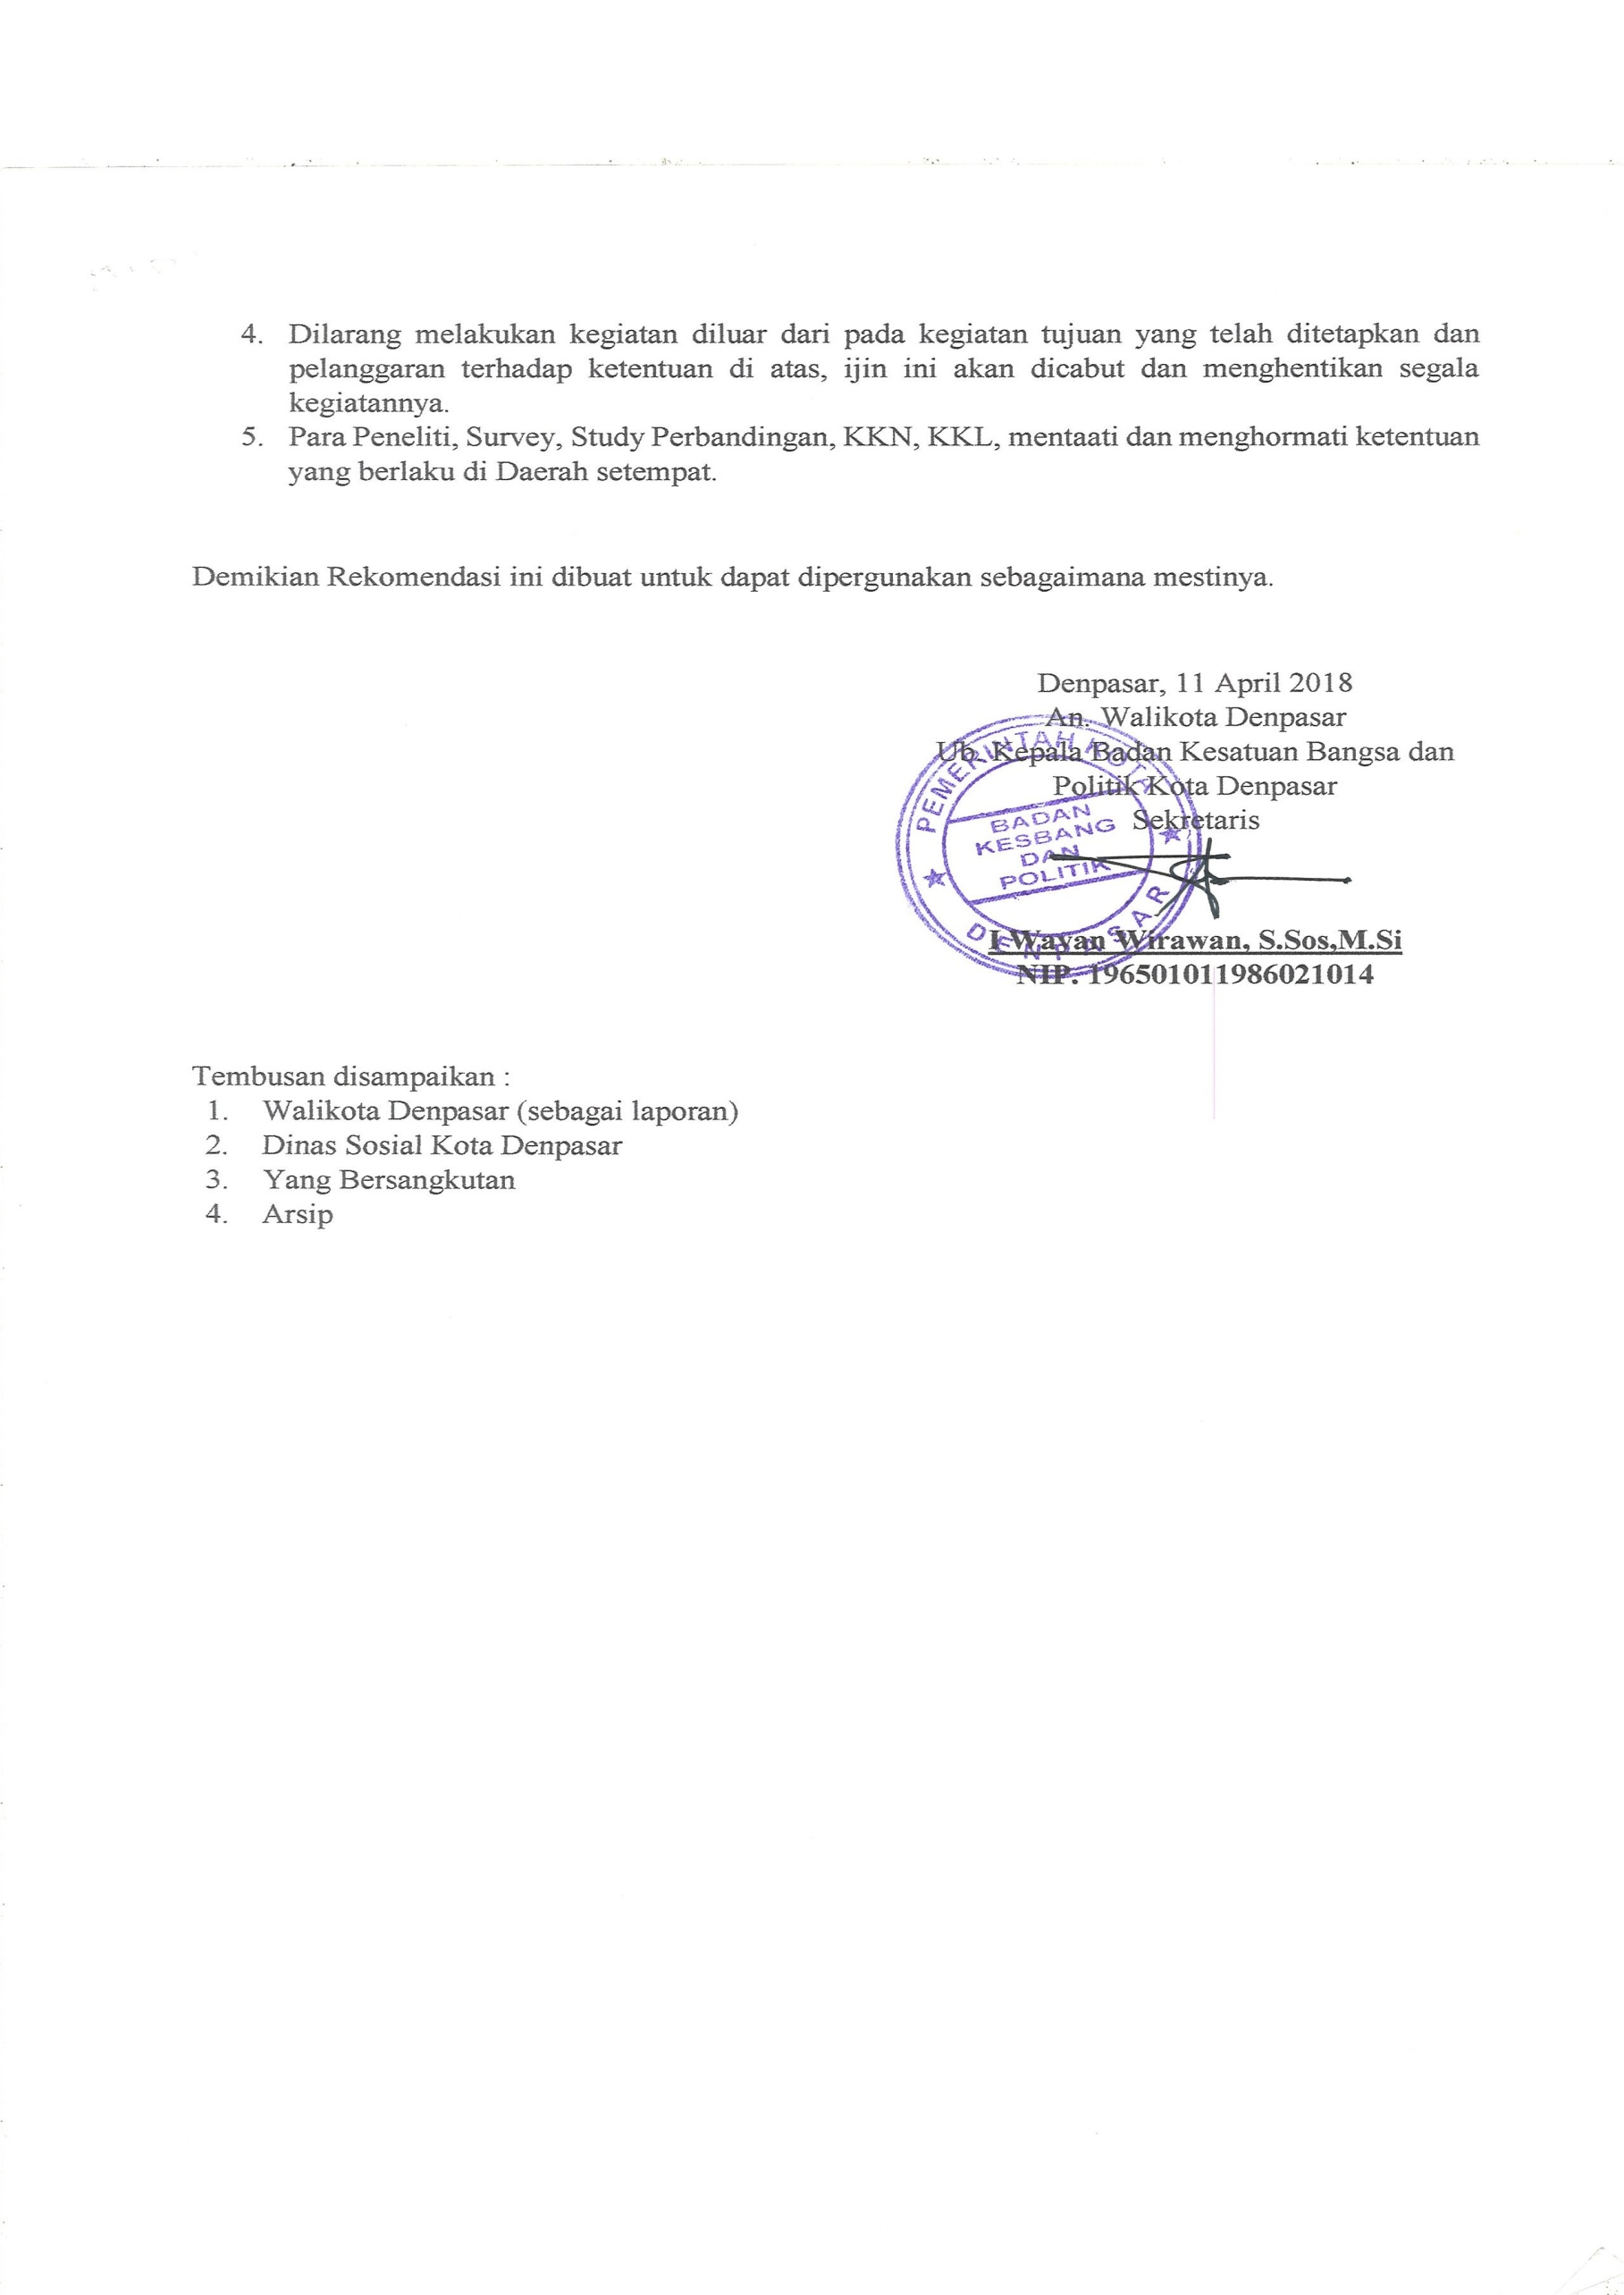 4. Dilarang melakukan kegiatan diluar dari pada kegiatan tujuan yang telah ditetapkan dan
pelanggaran terhadap ketentuan di atas, ijin ini akan dicabut dan menghentikan segala
kegiatannya.
5. Para Peneliti, Survey, Study Perbandingan, KKN, KKL, mentaati dan menghormati ketentuan
yang berlaku di Daerah setempat.
Demikian Rekomendasi ini dibuat untuk dapat dipergunakan sebagaimana mestinya.
Denpasar, 11 April 2018
An. Walikota Denpasar
Ub. Kepala Badan Kesatuan Bangsa dan
Politik Kota Denpasar
Sekretaris
PEMERINTAH KOTA
BADAN
KESBANG
DAN
POLITIK
DENPASAR
I Wayan Wirawan, S.Sos,M.Si
NIP. 196501011986021014
Tembusan disampaikan :
1. Walikota Denpasar (sebagai laporan)
2. Dinas Sosial Kota Denpasar
3. Yang Bersangkutan
4. Arsip